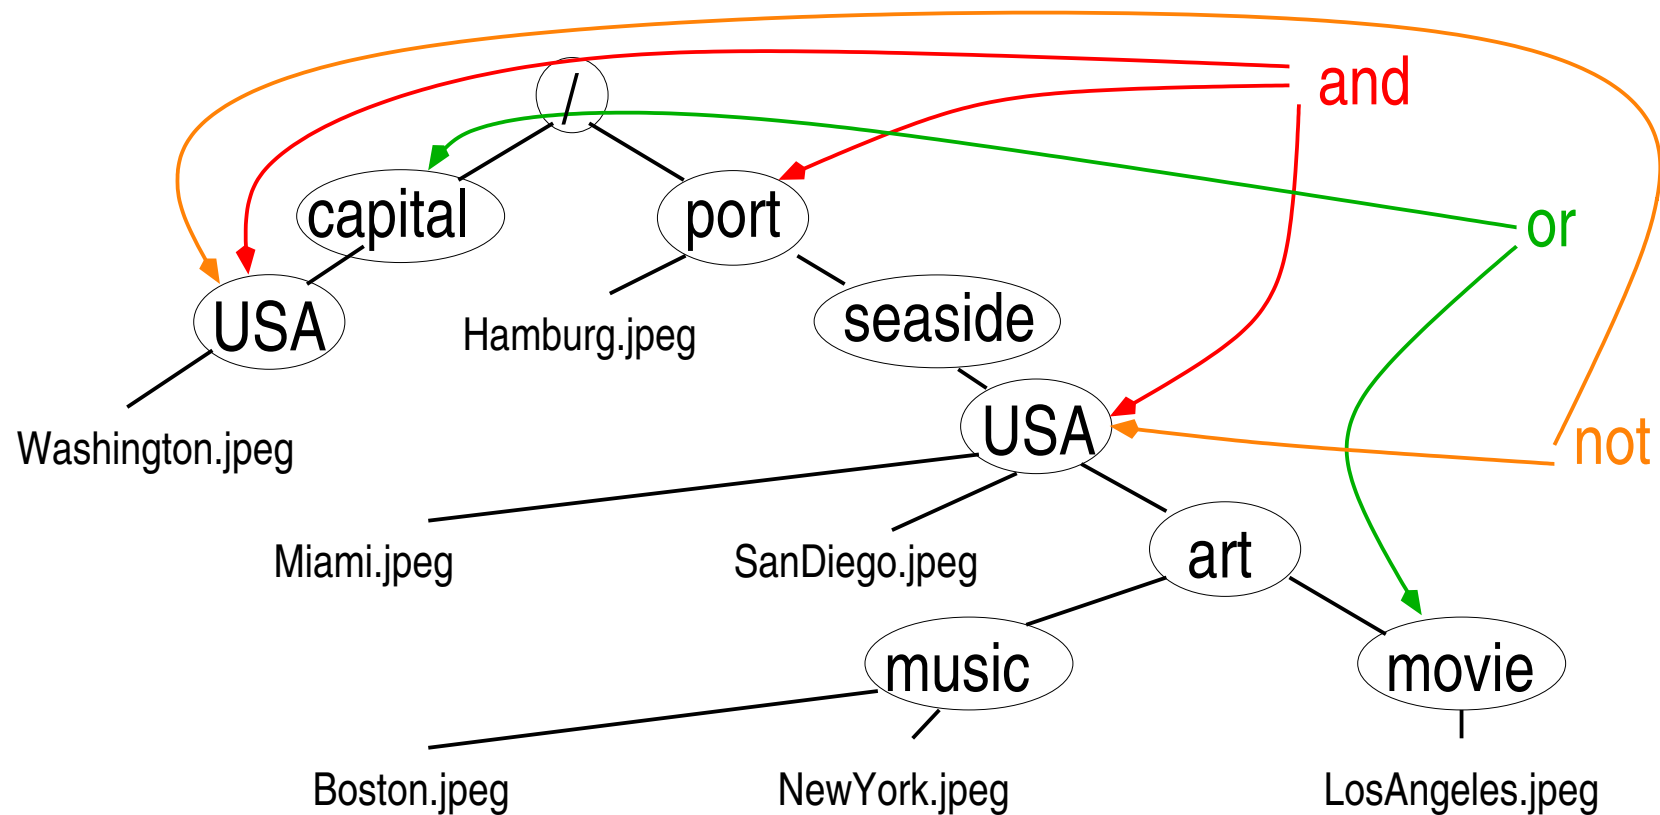 and
/
capital
port
or
USA
Hamburg.jpeg
seaside
Washington.jpeg
USA
not
Miami.jpeg
SanDiego.jpeg
art
music
movie
Boston.jpeg
NewYork.jpeg
LosAngeles.jpeg